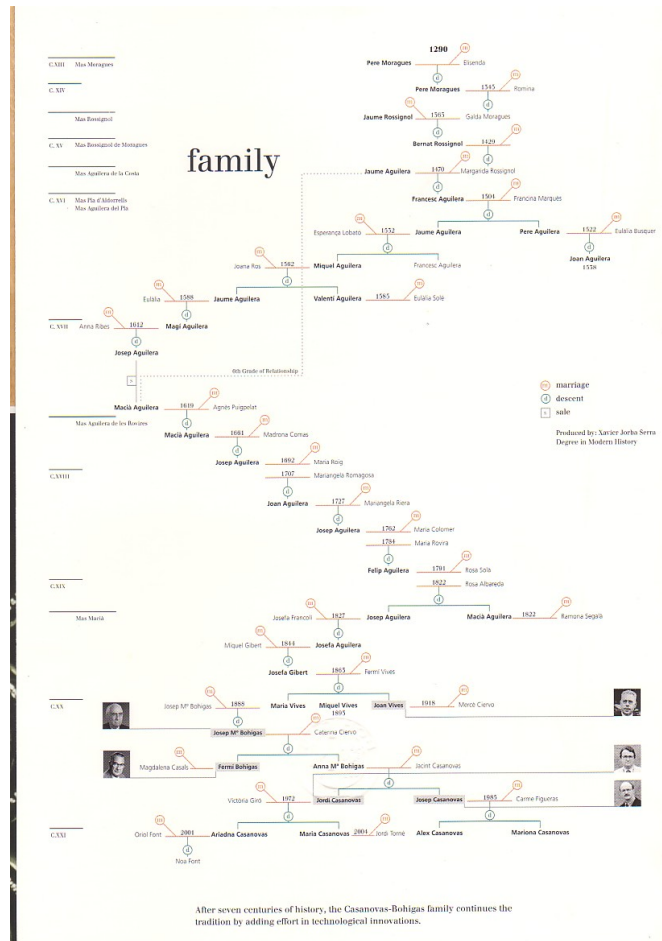 1290
C.XIII Mas Moragues
Pere Moragues Elisenda
C. XIV
Pere Moragues 1345 Romina
Mas Rossignol
Jaume Rossignol 1365 Galda Moragues
C. XV Mas Rossignol de Moragues
Bernat Rossignol 1429
Mas Aguilera de la Costa
Jaume Aguilera 1470 Margarida Rossignol
family
C. XVI Mas Pla d'Aldorrells
Mas Aguilera del Pla
Francesc Aguilera 1504 Francina Marquès
Esperança Lobato 1552 Jaume Aguilera Pere Aguilera 1522 Eulàlia Busquer
Joana Ros 1562 Miquel Aguilera Francesc Aguilera Joan Aguilera
1558
Eulàlia 1588 Jaume Aguilera Valentí Aguilera 1585 Eulàlia Solé
C. XVII Anna Ribes 1612 Magí Aguilera
Josep Aguilera
6th Grade of Relationship
s
m marriage
d descent
s sale
Macià Aguilera 1619 Agnès Puigpelat
Mas Aguilera de les Rovires
Macià Aguilera 1661 Madrona Comas
Produced by: Xavier Jorba Serra
Degree in Modern History
Josep Aguilera 1692 Maria Roig
C.XVIII 1707 Mariangela Romagosa
Joan Aguilera 1727 Mariangela Riera
Josep Aguilera 1762 Maria Colomer
1784 Maria Rovira
Felip Aguilera 1791 Rosa Sala
C.XIX 1822 Rosa Albareda
Mas Marià
Josefa Francolí 1827 Josep Aguilera Macià Aguilera 1822 Ramona Segalà
Miquel Gibert 1844 Josefa Aguilera
Josefa Gibert 1865 Fermí Vives
C.XX Josep Mª Bohigas 1888 Maria Vives Miquel Vives Joan Vives 1918 Mercè Ciervo
1895
Josep Mª Bohigas Catarina Ciervo
Magdalena Casals Fermí Bohigas Anna Mª Bohigas Jacint Casanovas
Victòria Giró 1972 Jordi Casanovas Josep Casanovas 1985 Carme Figueras
C.XXI Oriol Font 2001 Ariadna Casanovas Maria Casanovas 2004 Jordi Torné Alex Casanovas Mariona Casanovas
Noa Font
After seven centuries of history, the Casanovas-Bohigas family continues the
tradition by adding effort in technological innovations.